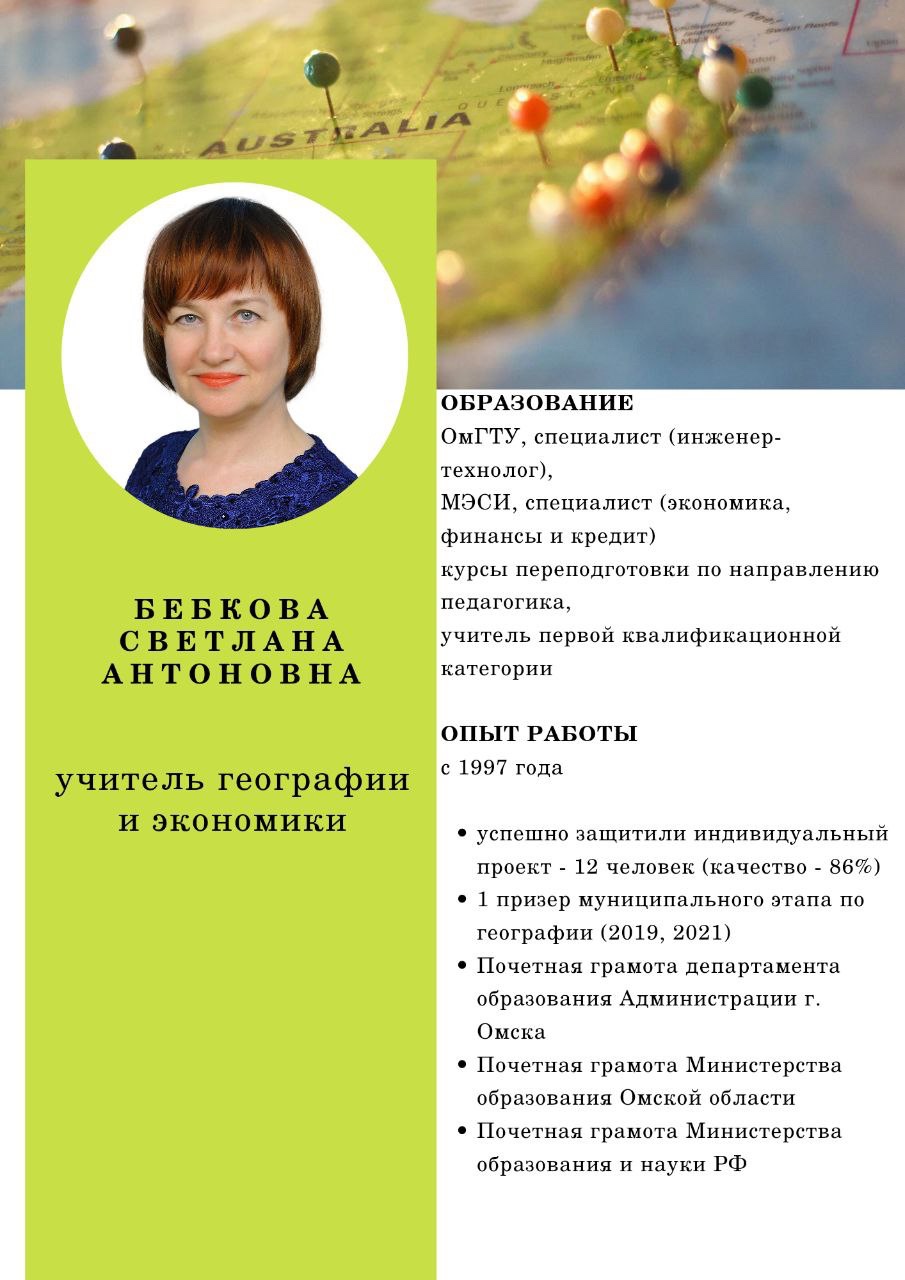 AUSTRALIA
QUEENSLAND
БЕБКОВА
СВЕТЛАНА
АНТОНОВНА
учитель географии
и экономики
ОБРАЗОВАНИЕ
ОмГТУ, специалист (инженер-
технолог),
МЭСИ, специалист (экономика,
финансы и кредит)
курсы переподготовки по направлению
педагогика,
учитель первой квалификационной
категории
ОПЫТ РАБОТЫ
с 1997 года
• успешно защитили индивидуальный
проект - 12 человек (качество - 86%)
• 1 призер муниципального этапа по
географии (2019, 2021)
• Почетная грамота департамента
образования Администрации г.
Омска
• Почетная грамота Министерства
образования Омской области
• Почетная грамота Министерства
образования и науки РФ